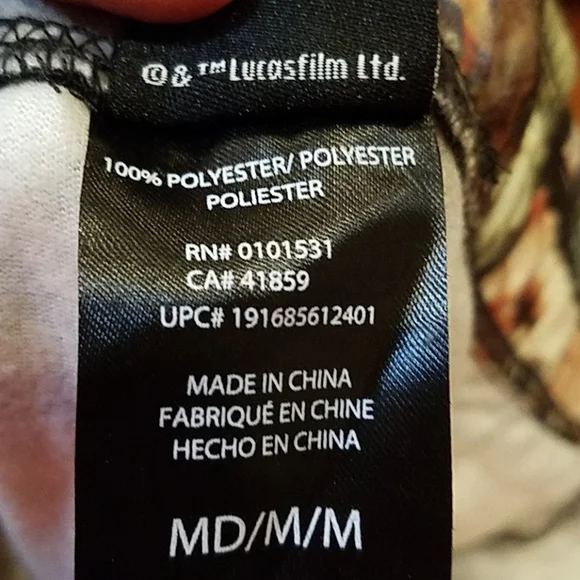 ©&™Lucasfilm Ltd.
100% POLYESTER/ POLYESTER
POLIESTER
RN# 0101531
CA# 41859
UPC# 191685612401
MADE IN CHINA
FABRIQUÉ EN CHINE
HECHO EN CHINA
MD/M/M